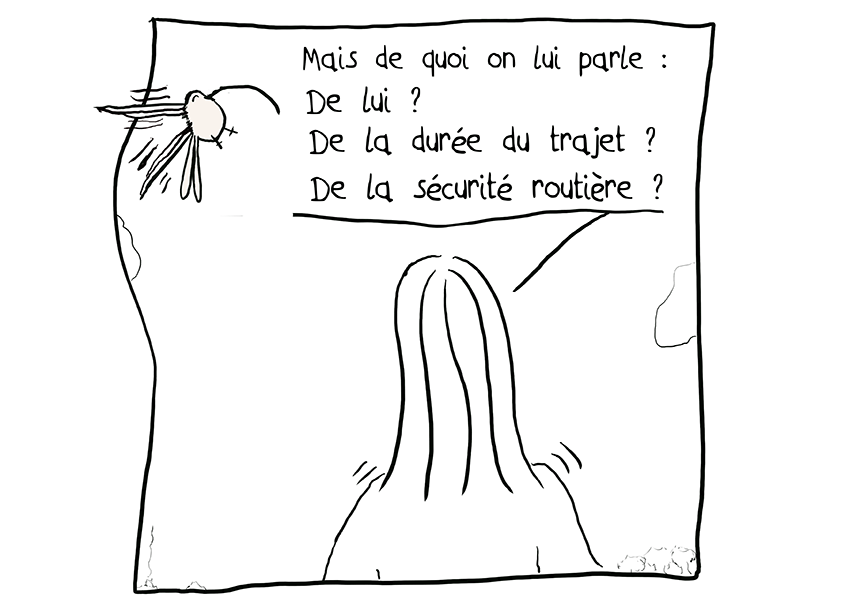 Mais de quoi on lui parle :
De lui ?
De la durée du trajet ?
De la sécurité routière ?